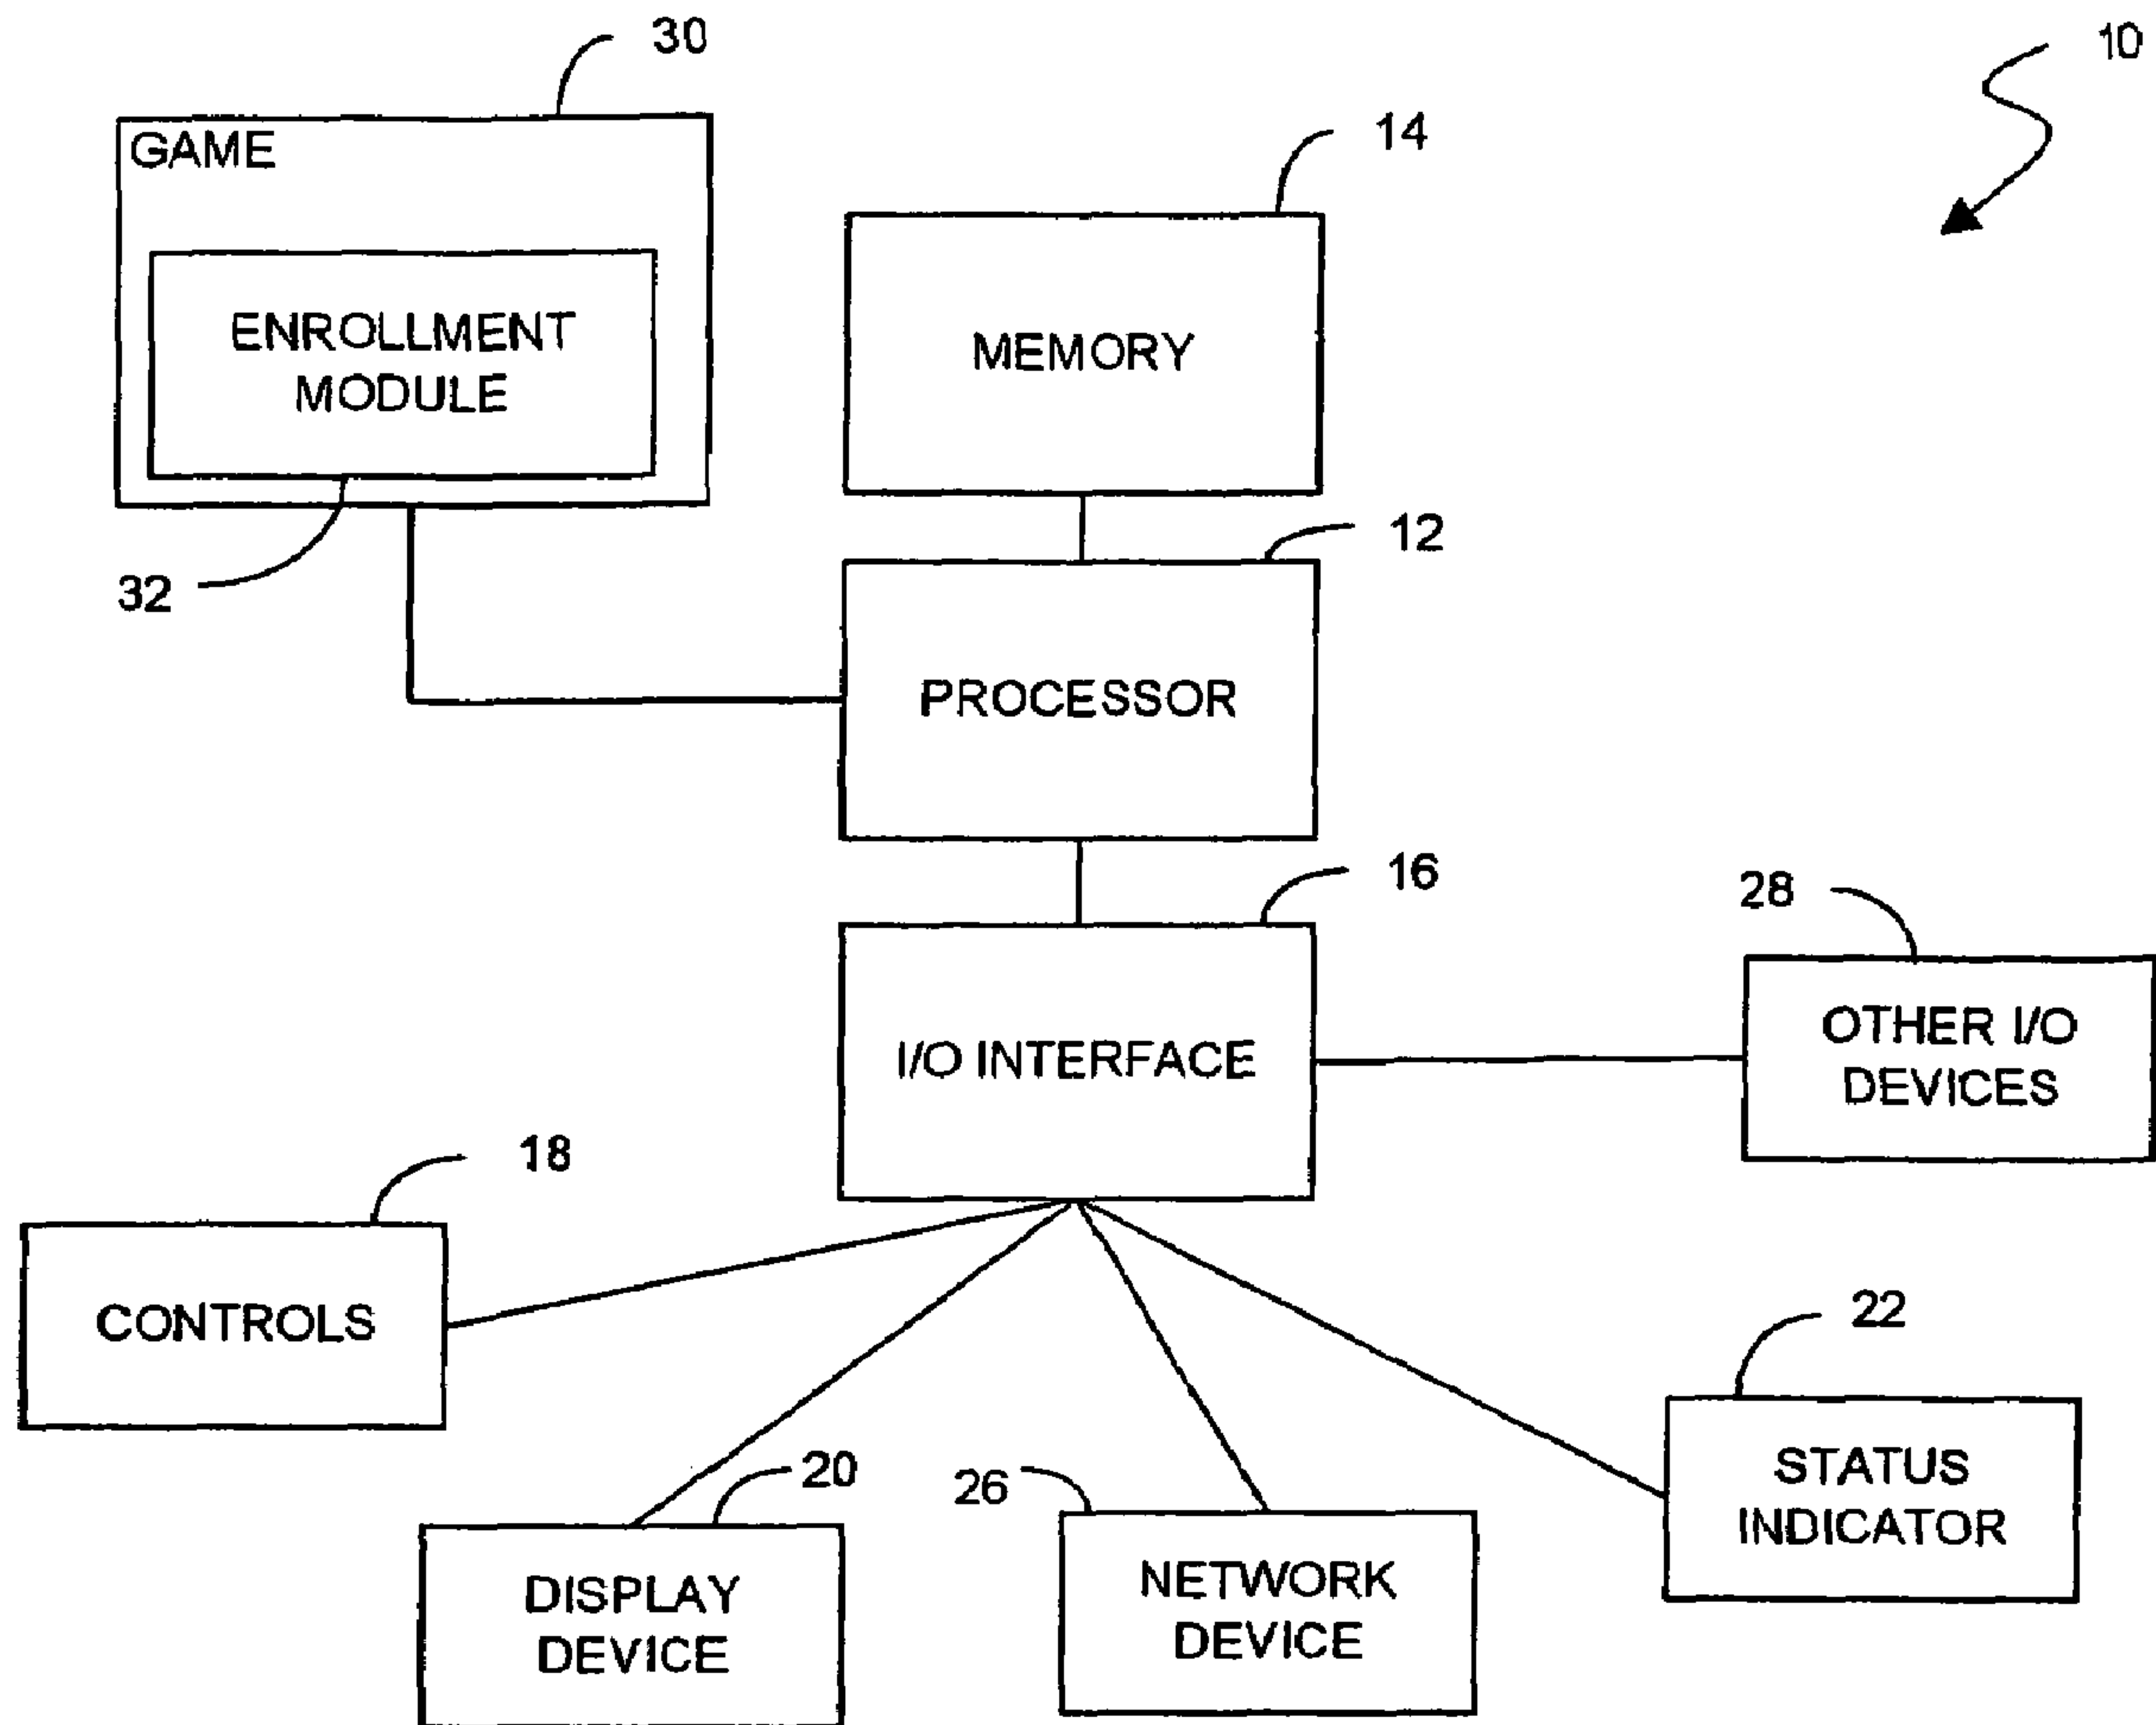 30
10
GAME
14
ENROLLMENT
MODULE
MEMORY
12
32
PROCESSOR
16
28
I/O INTERFACE
OTHER I/O
DEVICES
18
CONTROLS
22
20
26
STATUS
INDICATOR
DISPLAY
DEVICE
NETWORK
DEVICE